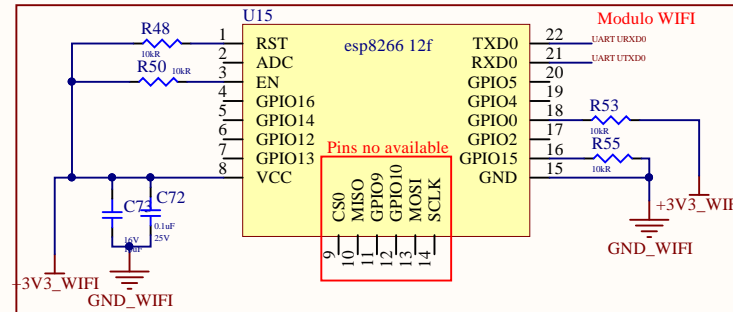 U15
Modulo WIFI
R48
10kR
R50
10kR
esp8266 12f
1 RST
2 ADC
3 EN
4 GPIO16
5 GPIO14
6 GPIO12
7 GPIO13
8 VCC
TXD0 22 UART URXD0
RXD0 21 UART UTXD0
GPIO5 20
GPIO4 19
GPIO0 18
GPIO2 17
GPIO15 16
GND 15
R53
10kR
R55
10kR
Pins no available
CS0
MISO
GPIO9
GPIO10
MOSI
SCLK
9
10
11
12
13
14
C73
16V
C72
0.1uF
25V
+3V3_WIFI
GND_WIFI
+3V3_WIFI
GND_WIFI